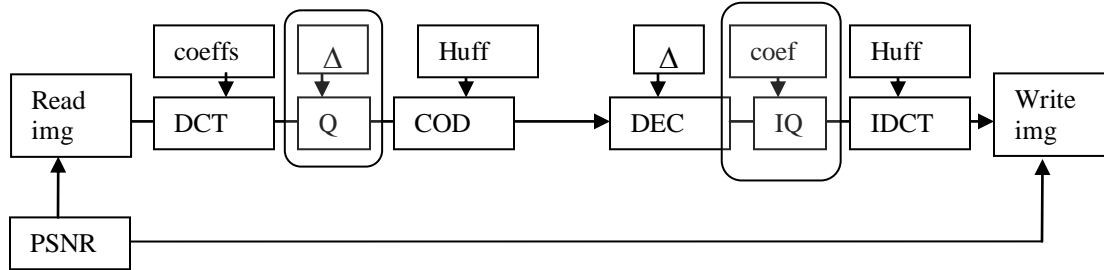 coeffs
Δ
Huff
Δ
coef
Huff
Read
img
DCT
Q
COD
DEC
IQ
IDCT
Write
img
PSNR